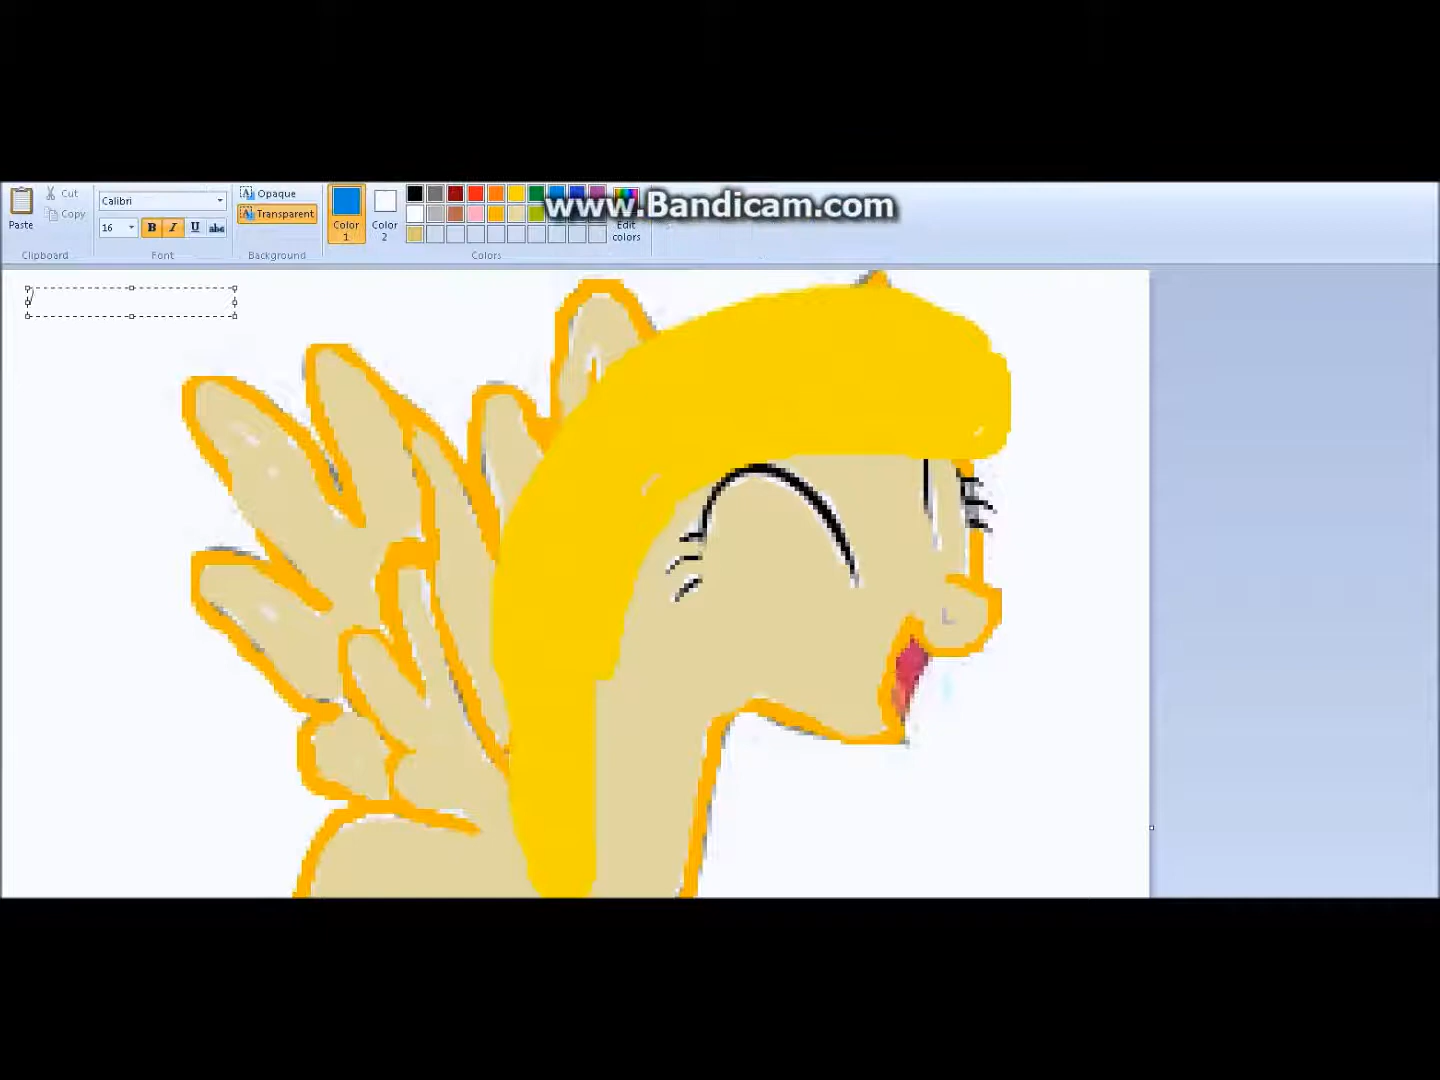 www.Bandicam.com
Cut
Calibri
Opaque
Copy
Transparent
Paste
16
B I U abc
Color 1
Color 2
Edit colors
Clipboard
Font
Background
Colors